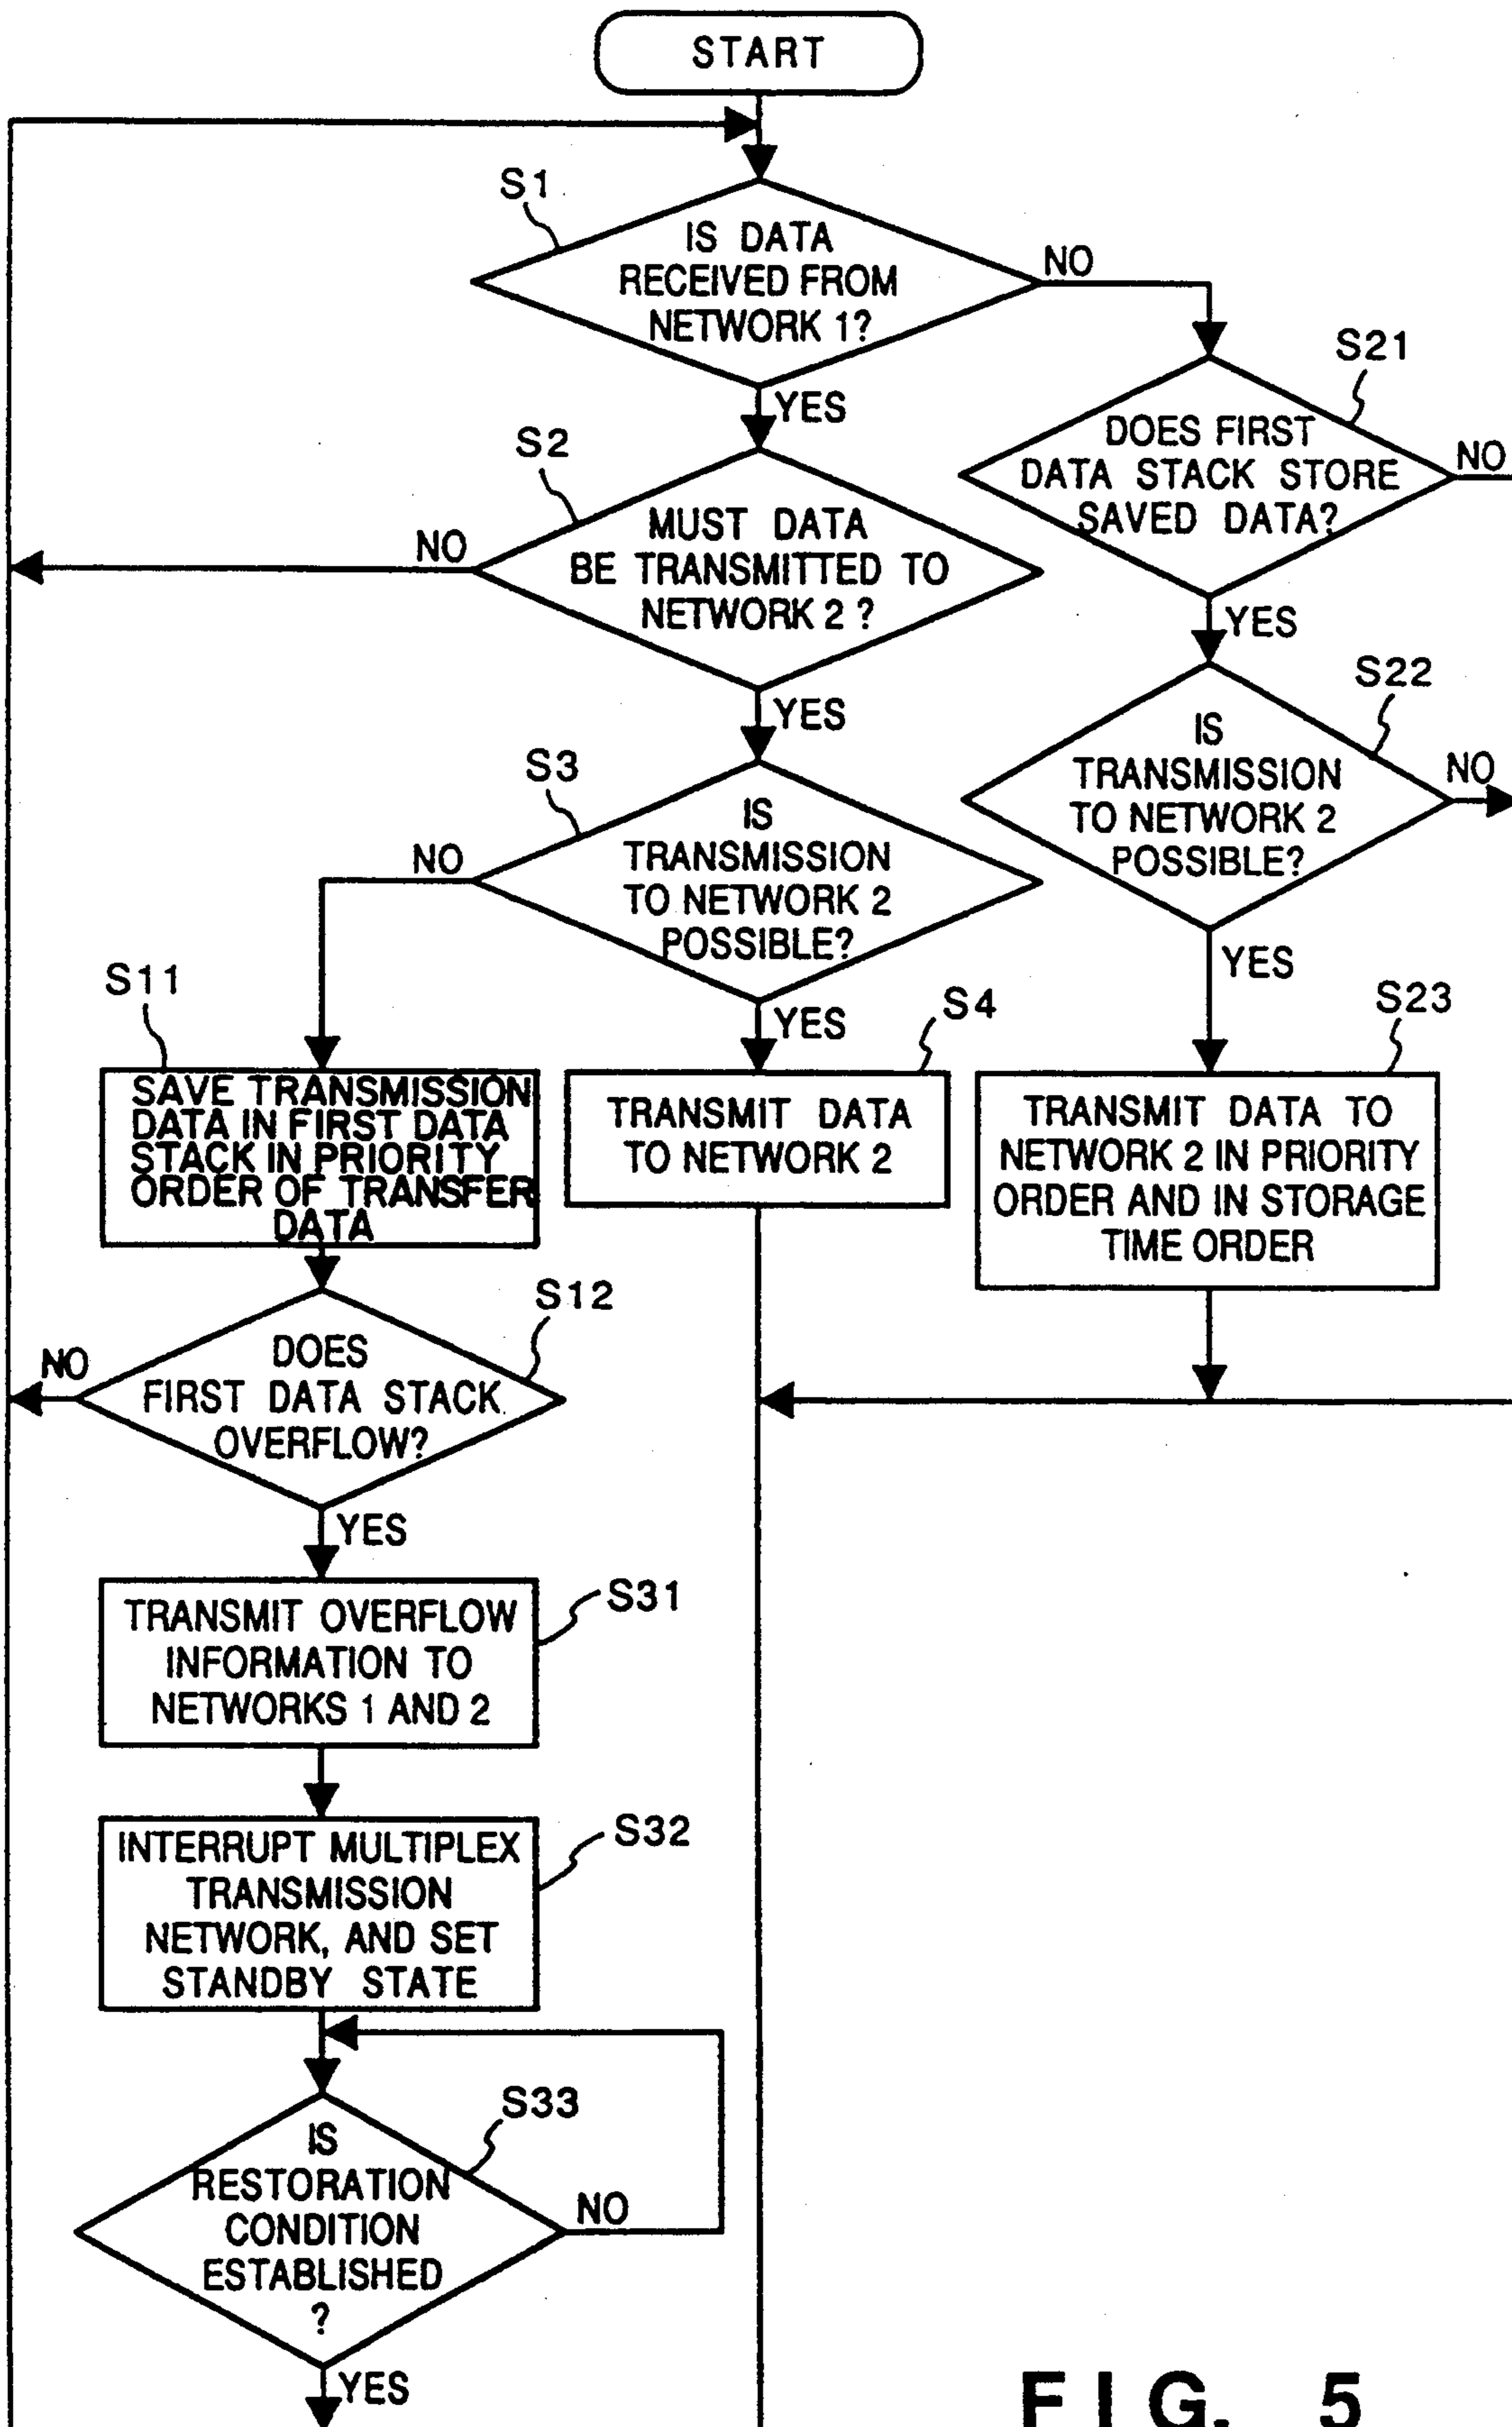 START
S1
IS DATA
RECEIVED FROM
NETWORK 1?
NO
YES
S21
DOES FIRST
DATA STACK STORE
SAVED DATA?
NO
YES
S2
MUST DATA
BE TRANSMITTED TO
NETWORK 2 ?
NO
YES
S22
IS
TRANSMISSION
TO NETWORK 2
POSSIBLE?
NO
YES
S3
IS
TRANSMISSION
TO NETWORK 2
POSSIBLE?
NO
YES
S11
SAVE TRANSMISSION
DATA IN FIRST DATA
STACK IN PRIORITY
ORDER OF TRANSFER
DATA
S4
TRANSMIT DATA
TO NETWORK 2
S23
TRANSMIT DATA TO
NETWORK 2 IN PRIORITY
ORDER AND IN STORAGE
TIME ORDER
S12
DOES
FIRST DATA STACK
OVERFLOW?
NO
YES
S31
TRANSMIT OVERFLOW
INFORMATION TO
NETWORKS 1 AND 2
S32
INTERRUPT MULTIPLEX
TRANSMISSION
NETWORK, AND SET
STANDBY STATE
S33
IS
RESTORATION
CONDITION
ESTABLISHED
?
NO
YES
FIG. 5